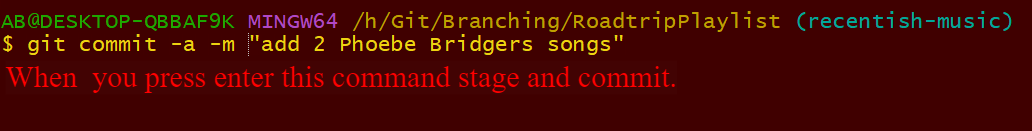 AB@DESKTOP-QBBAF9K MINGW64 /h/Git/Branching/RoadtripPlaylist (recentish-music)
$ git commit -a -m "add 2 Phoebe Bridgers songs"
When  you press enter this command stage and commit.